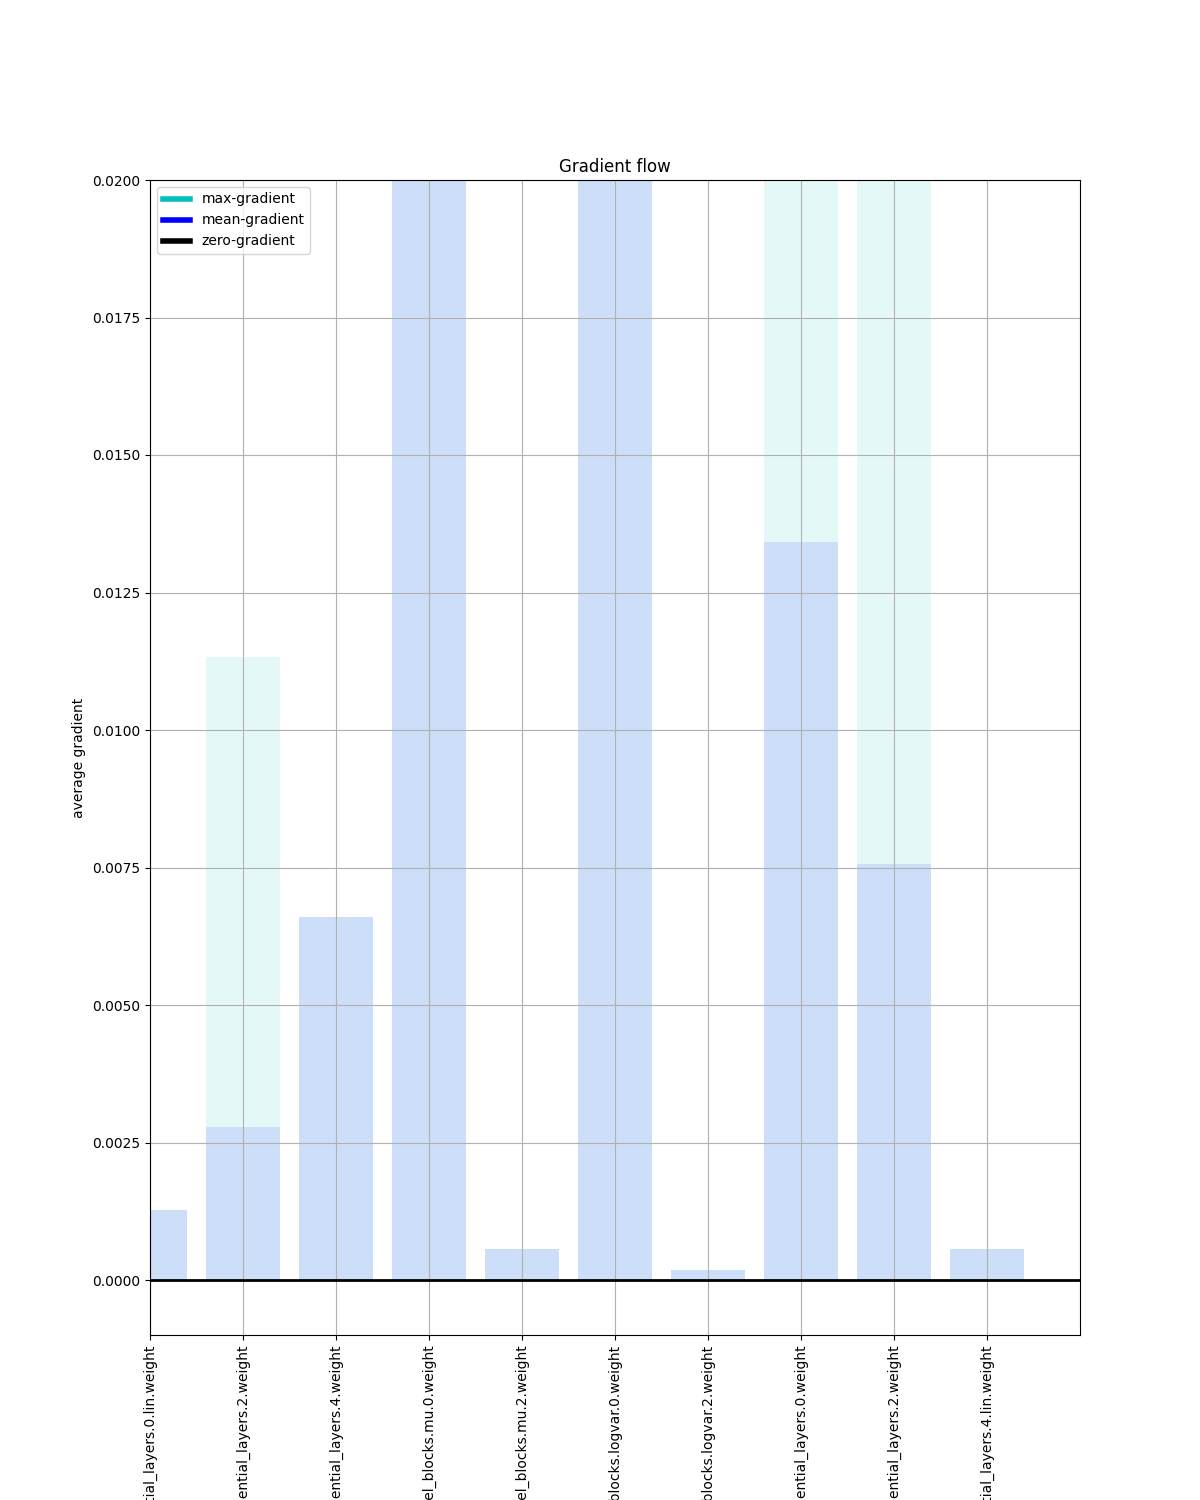 Gradient flow
max-gradient
mean-gradient
zero-gradient
0.0200
0.0175
0.0150
0.0125
0.0100
0.0075
0.0050
0.0025
0.0000
average gradient
tial_layers.0.lin.weight
ential_layers.2.weight
ential_layers.4.weight
el_blocks.mu.0.weight
el_blocks.mu.2.weight
blocks.logvar.0.weight
blocks.logvar.2.weight
ential_layers.0.weight
ential_layers.2.weight
tial_layers.4.lin.weight